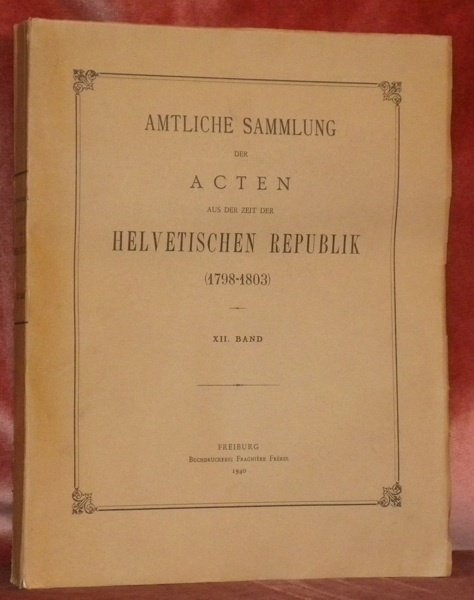 AMTLICHE SAMMLUNG
DER
ACTEN
AUS DER ZEIT DER
HELVETISCHEN REPUBLIK
(1798-1803)
XII. BAND
FREIBURG
Buchdruckerei Fragnière Frères
1940